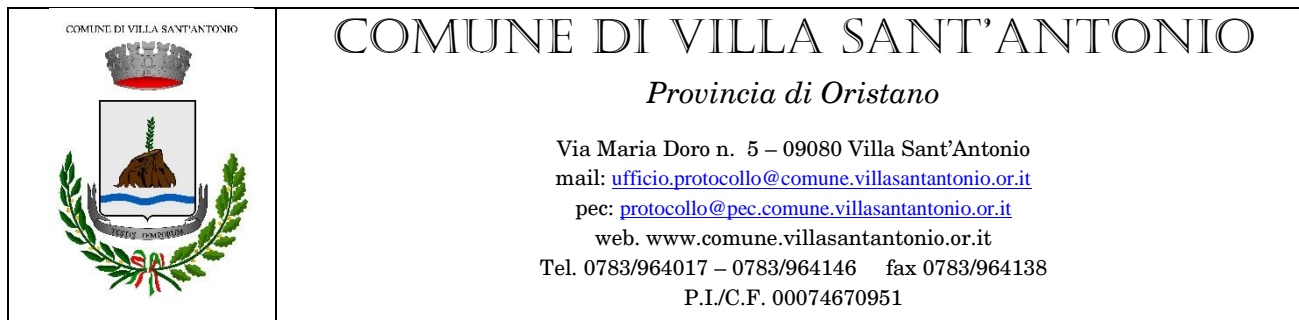 COMUNE DI VILLA SANT'ANTONIO
TESTIS TEMPORUM
COMUNE DI VILLA SANT'ANTONIO
Provincia di Oristano
Via Maria Doro n. 5 – 09080 Villa Sant'Antonio
mail: ufficio.protocollo@comune.villasantantonio.or.it
pec: protocollo@pec.comune.villasantantonio.or.it
web. www.comune.villasantantonio.or.it
Tel. 0783/964017 – 0783/964146 fax 0783/964138
P.I./C.F. 00074670951